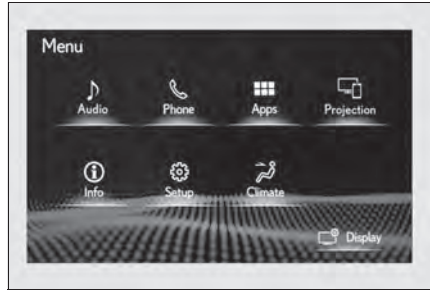 Menu
Audio Phone Apps Projection
Info Setup Climate
Display